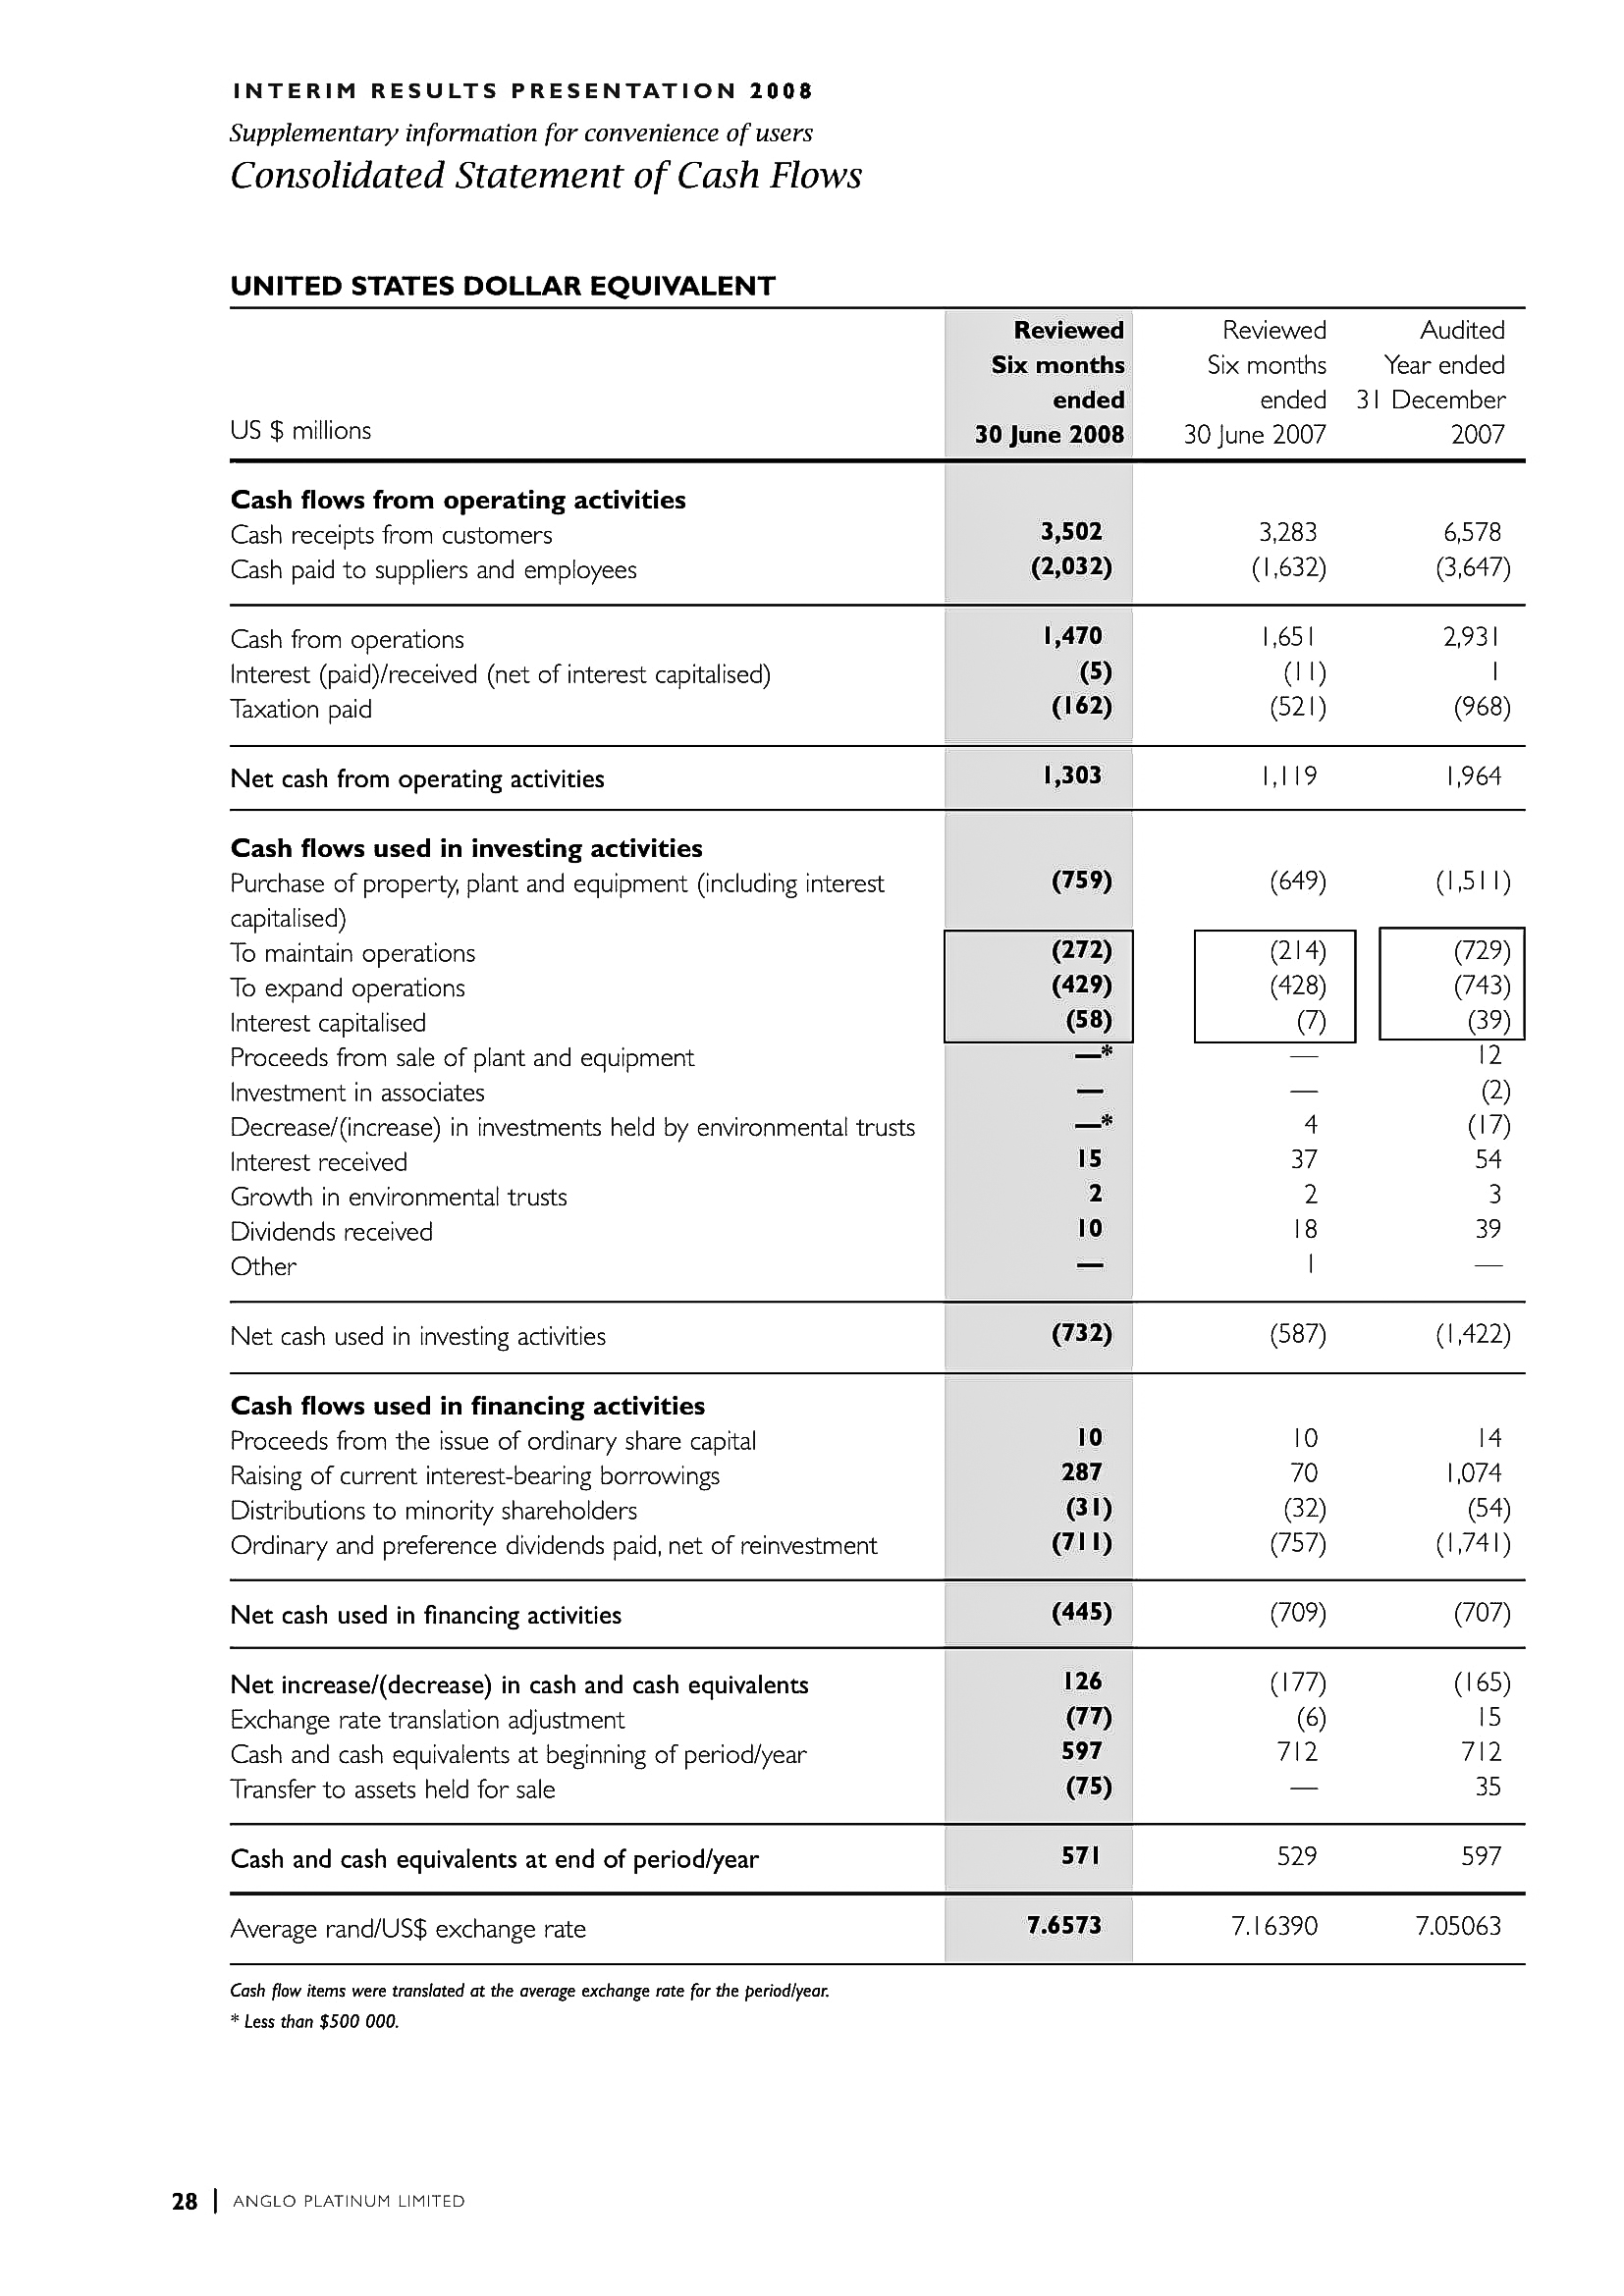 INTERIM RESULTS PRESENTATION 2008
Supplementary information for convenience of users
Consolidated Statement of Cash Flows
UNITED STATES DOLLAR EQUIVALENT
Reviewed Reviewed Audited
Six months Six months Year ended
ended ended 31 December
US $ millions 30 June 2008 30 June 2007 2007
Cash flows from operating activities
Cash receipts from customers 3,502 3,283 6,578
Cash paid to suppliers and employees (2,032) (1,632) (3,647)
Cash from operations 1,470 1,651 2,931
Interest (paid)/received (net of interest capitalised) (5) (11) 1
Taxation paid (162) (521) (968)
Net cash from operating activities 1,303 1,119 1,964
Cash flows used in investing activities
Purchase of property, plant and equipment (including interest (759) (649) (1,511)
capitalised)
To maintain operations (272) (214) (729)
To expand operations (429) (428) (743)
Interest capitalised (58) (7) (39)
Proceeds from sale of plant and equipment —* — 12
Investment in associates — — (2)
Decrease/(increase) in investments held by environmental trusts —* 4 (17)
Interest received 15 37 54
Growth in environmental trusts 2 2 3
Dividends received 10 18 39
Other — 1 —
Net cash used in investing activities (732) (587) (1,422)
Cash flows used in financing activities
Proceeds from the issue of ordinary share capital 10 10 14
Raising of current interest-bearing borrowings 287 70 1,074
Distributions to minority shareholders (31) (32) (54)
Ordinary and preference dividends paid, net of reinvestment (711) (757) (1,741)
Net cash used in financing activities (445) (709) (707)
Net increase/(decrease) in cash and cash equivalents 126 (177) (165)
Exchange rate translation adjustment (77) (6) 15
Cash and cash equivalents at beginning of period/year 597 712 712
Transfer to assets held for sale (75) — 35
Cash and cash equivalents at end of period/year 571 529 597
Average rand/US$ exchange rate 7.6573 7.16390 7.05063
Cash flow items were translated at the average exchange rate for the period/year.
* Less than $500 000.
28 | ANGLO PLATINUM LIMITED